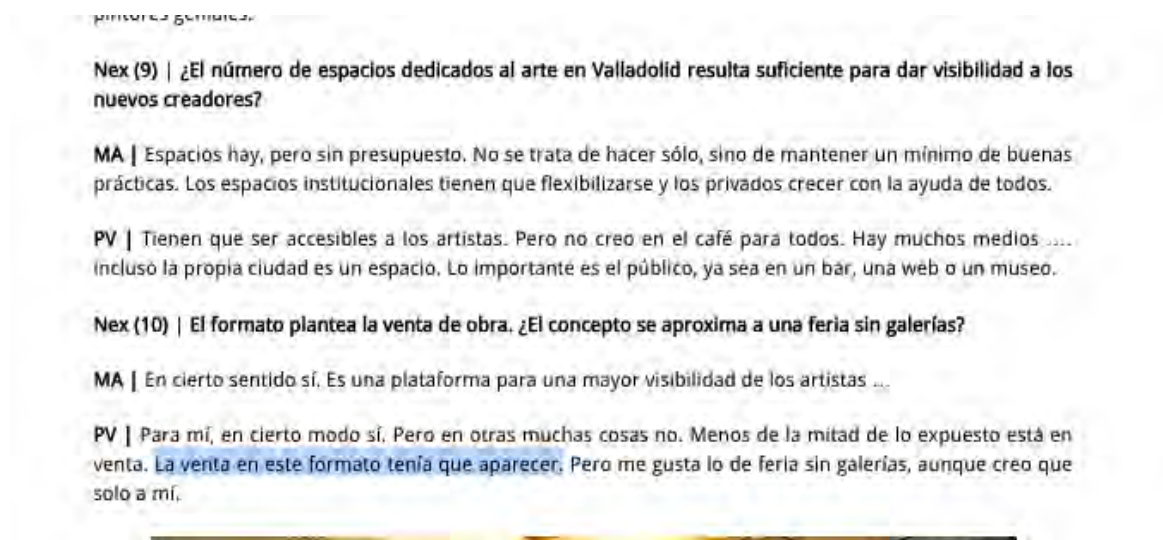 pintores geniales.
Nex (9) | ¿El número de espacios dedicados al arte en Valladolid resulta suficiente para dar visibilidad a los
nuevos creadores?
MA | Espacios hay, pero sin presupuesto. No se trata de hacer sólo, sino de mantener un mínimo de buenas
prácticas. Los espacios institucionales tienen que flexibilizarse y los privados crecer con la ayuda de todos.
PV | Tienen que ser accesibles a los artistas. Pero no creo en el café para todos. Hay muchos medios ....
incluso la propia ciudad es un espacio. Lo importante es el público, ya sea en un bar, una web o un museo.
Nex (10) | El formato plantea la venta de obra. ¿El concepto se aproxima a una feria sin galerías?
MA | En cierto sentido sí. Es una plataforma para una mayor visibilidad de los artistas ...
PV | Para mí, en cierto modo sí. Pero en otras muchas cosas no. Menos de la mitad de lo expuesto está en
venta. La venta en este formato tenía que aparecer. Pero me gusta lo de feria sin galerías, aunque creo que
solo a mí.